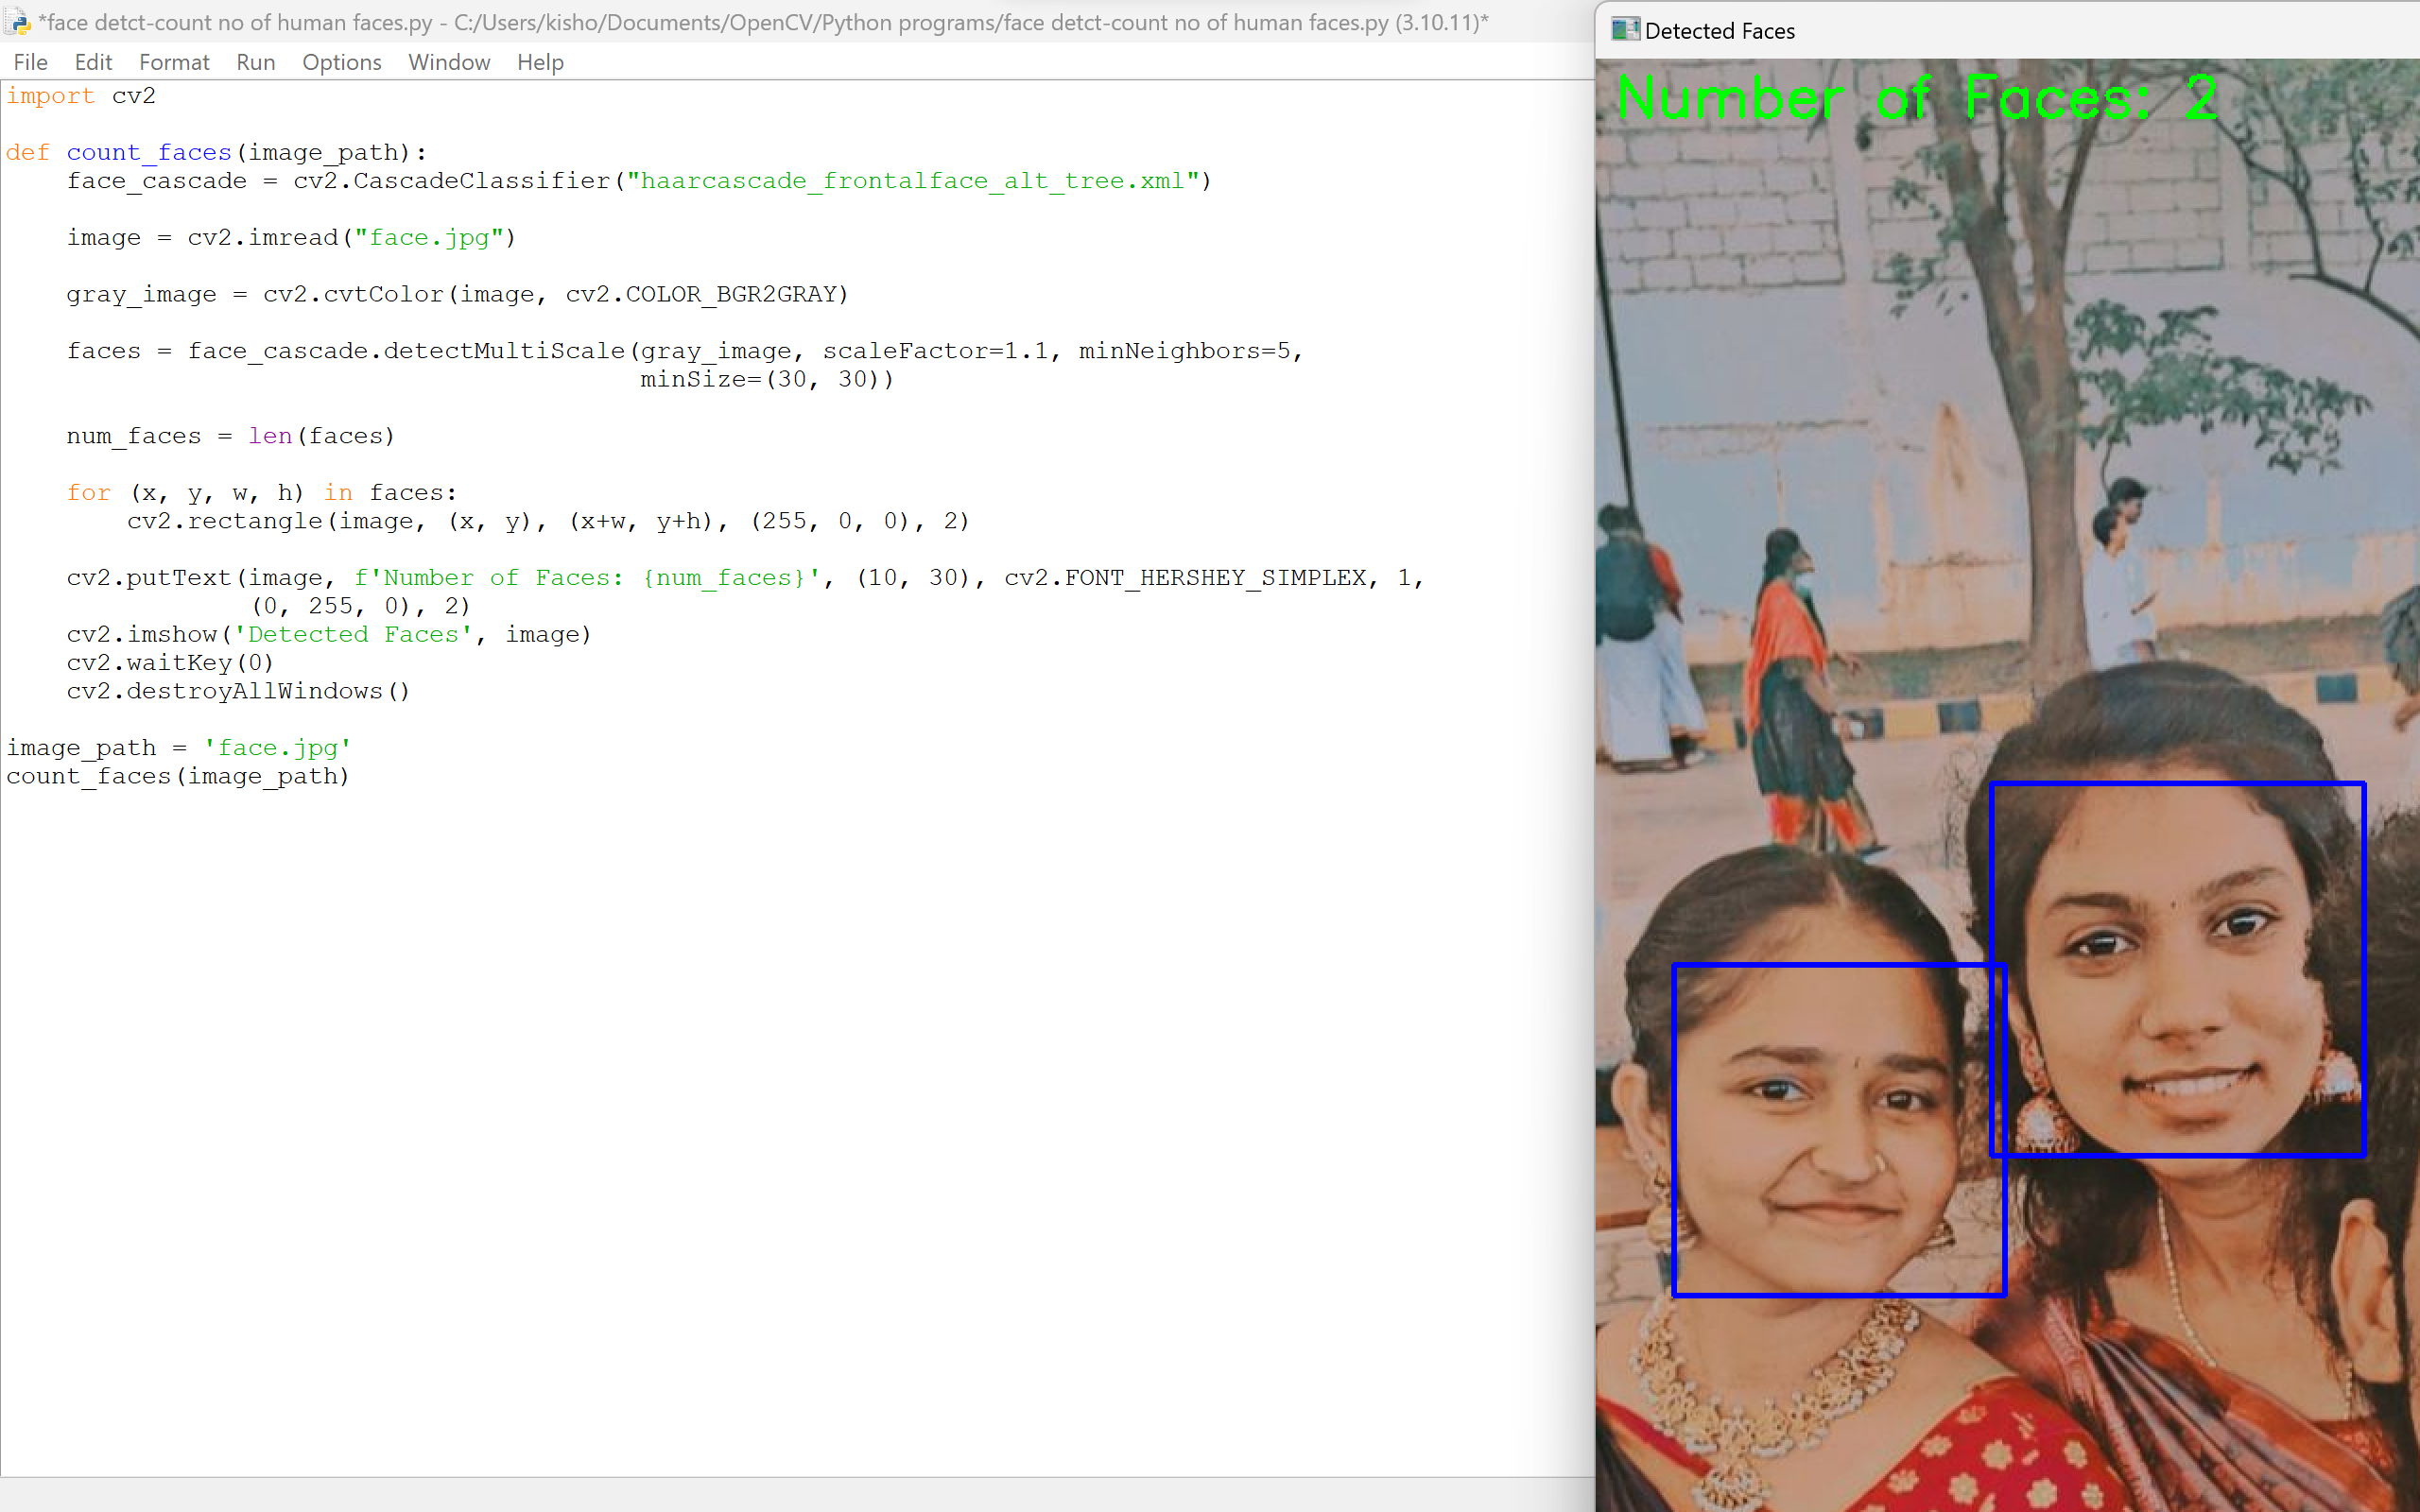 *face detct-count no of human faces.py - C:/Users/kisho/Documents/OpenCV/Python programs/face detct-count no of human faces.py (3.10.11)*
File Edit Format Run Options Window Help
import cv2
def count_faces(image_path):
    face_cascade = cv2.CascadeClassifier("haarcascade_frontalface_alt_tree.xml")
    image = cv2.imread("face.jpg")
    gray_image = cv2.cvtColor(image, cv2.COLOR_BGR2GRAY)
    faces = face_cascade.detectMultiScale(gray_image, scaleFactor=1.1, minNeighbors=5,
                                          minSize=(30, 30))
    num_faces = len(faces)
    for (x, y, w, h) in faces:
        cv2.rectangle(image, (x, y), (x+w, y+h), (255, 0, 0), 2)
    cv2.putText(image, f'Number of Faces: {num_faces}', (10, 30), cv2.FONT_HERSHEY_SIMPLEX, 1,
                (0, 255, 0), 2)
    cv2.imshow('Detected Faces', image)
    cv2.waitKey(0)
    cv2.destroyAllWindows()
image_path = 'face.jpg'
count_faces(image_path)
Detected Faces
Number of Faces: 2